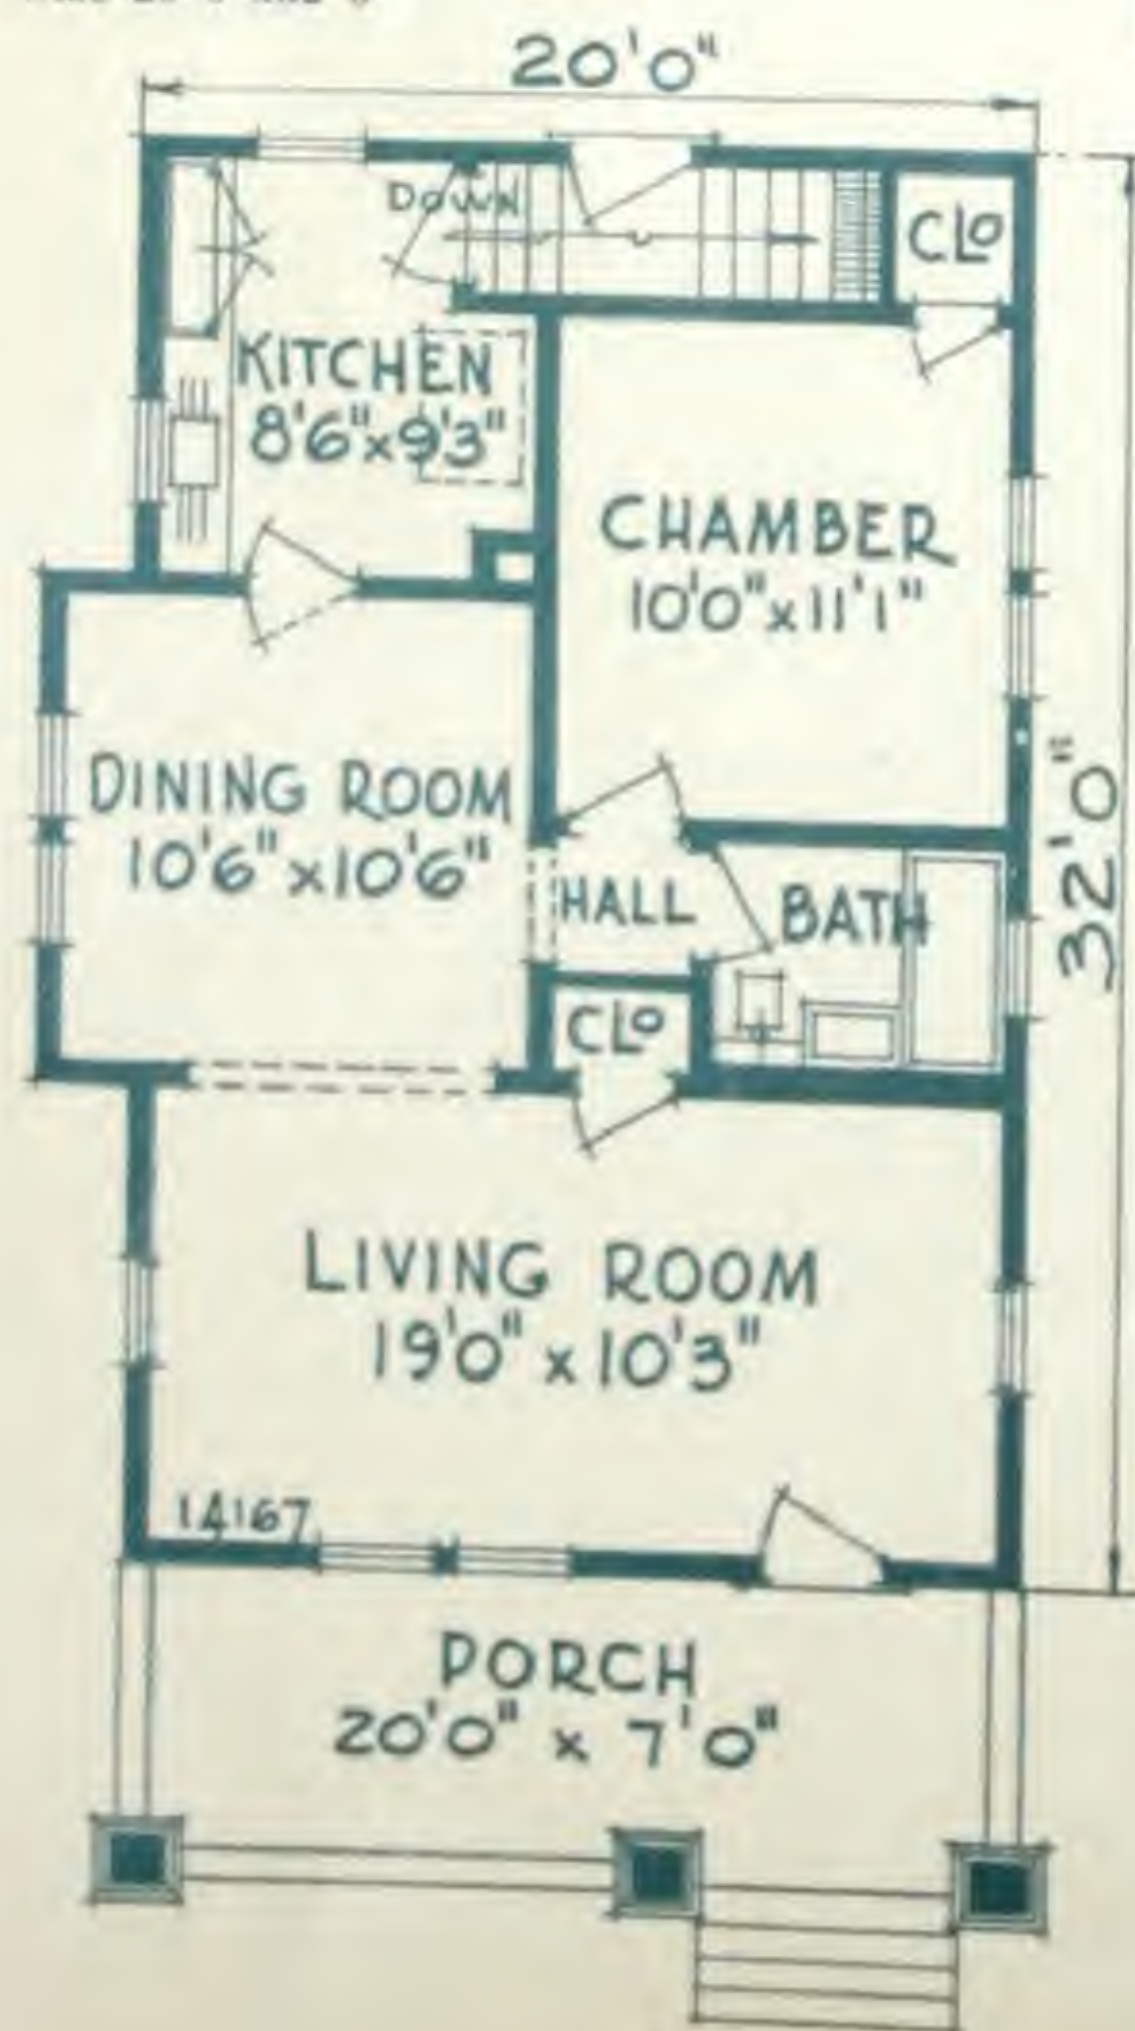 20'0"
DOWN
CLO
KITCHEN
8'6"x9'3"
CHAMBER
10'0"x11'1"
DINING ROOM
10'6"x10'6"
HALL
BATH
32'0"
CLO
LIVING ROOM
19'0" x 10'3"
14167
PORCH
20'0" x 7'0"